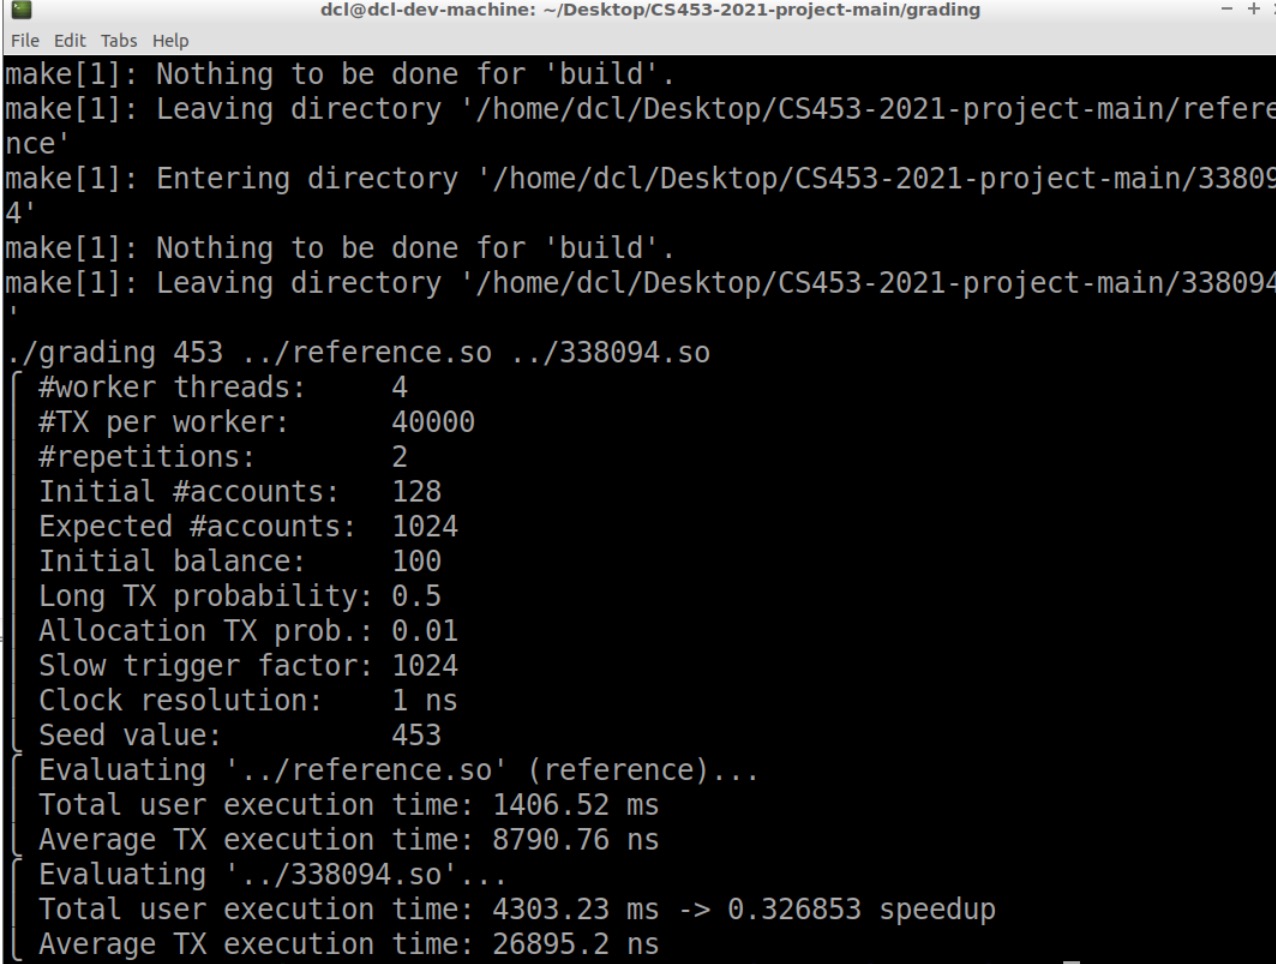 dcl@dcl-dev-machine: ~/Desktop/CS453-2021-project-main/grading
File Edit Tabs Help
make[1]: Nothing to be done for 'build'.
make[1]: Leaving directory '/home/dcl/Desktop/CS453-2021-project-main/refere
nce'
make[1]: Entering directory '/home/dcl/Desktop/CS453-2021-project-main/33809
4'
make[1]: Nothing to be done for 'build'.
make[1]: Leaving directory '/home/dcl/Desktop/CS453-2021-project-main/338094
'
./grading 453 ../reference.so ../338094.so
⎧ #worker threads:     4
⎪ #TX per worker:      40000
⎪ #repetitions:        2
⎪ Initial #accounts:   128
⎪ Expected #accounts:  1024
⎪ Initial balance:     100
⎪ Long TX probability: 0.5
⎪ Allocation TX prob.: 0.01
⎪ Slow trigger factor: 1024
⎪ Clock resolution:    1 ns
⎩ Seed value:          453
⎧ Evaluating '../reference.so' (reference)...
⎪ Total user execution time: 1406.52 ms
⎩ Average TX execution time: 8790.76 ns
⎧ Evaluating '../338094.so'...
⎪ Total user execution time: 4303.23 ms -> 0.326853 speedup
⎩ Average TX execution time: 26895.2 ns